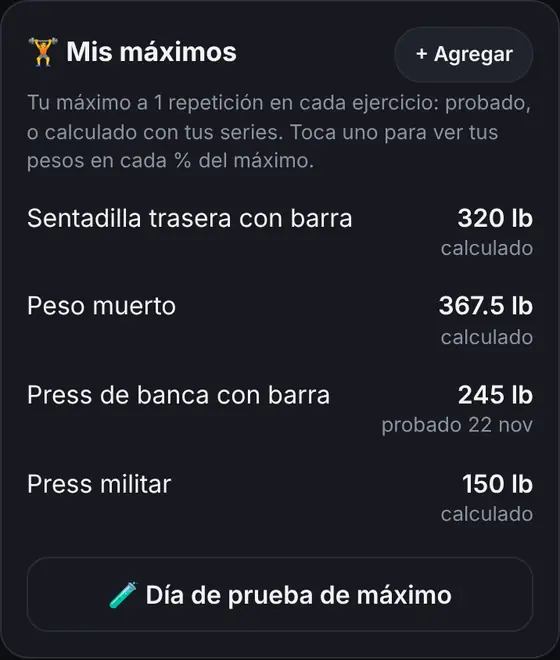 🏋️ Mis máximos
+ Agregar
Tu máximo a 1 repetición en cada ejercicio: probado,
o calculado con tus series. Toca uno para ver tus
pesos en cada % del máximo.
Sentadilla trasera con barra
320 lb
calculado
Peso muerto
367.5 lb
calculado
Press de banca con barra
245 lb
probado 22 nov
Press militar
150 lb
calculado
🧪 Día de prueba de máximo